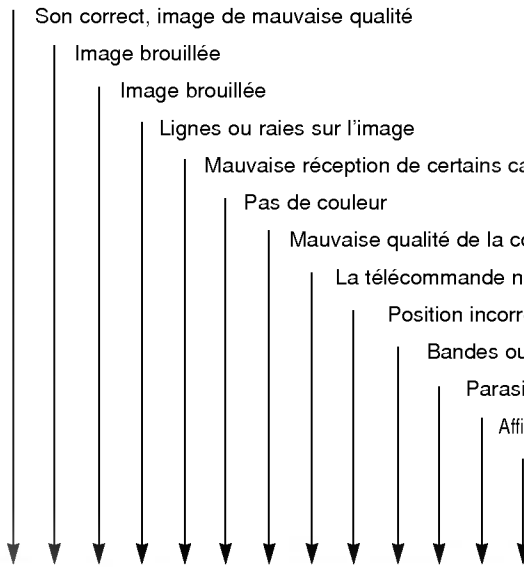 Son correct, image de mauvaise qualité
Image brouillée
Image brouillée
Lignes ou raies sur l'image
Mauvaise réception de certains
Pas de couleur
Mauvaise qualité de la
La télécommande
Position
Bandes ou